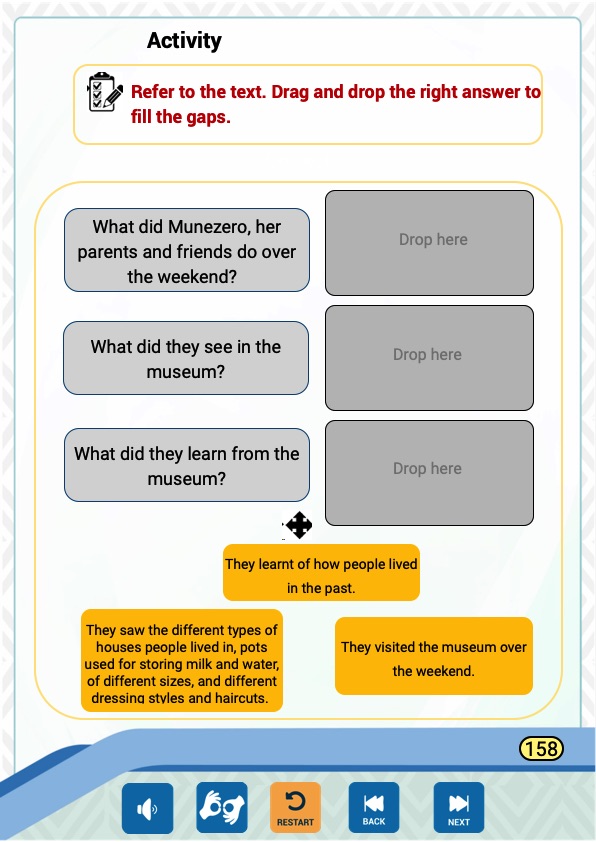 Activity
Refer to the text. Drag and drop the right answer to
fill the gaps.
What did Munezero, her
parents and friends do over
the weekend?
Drop here
What did they see in the
museum?
Drop here
What did they learn from the
museum?
Drop here
They learnt of how people lived
in the past.
They saw the different types of
houses people lived in, pots
used for storing milk and water,
of different sizes, and different
dressing styles and haircuts.
They visited the museum over
the weekend.
158
RESTART
BACK
NEXT